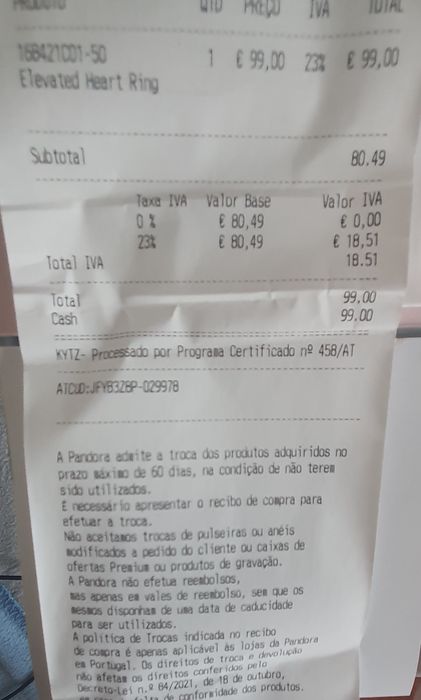 PRODUTO QTD PREÇO IVA TOTAL
168421C01-50 1 € 99,00 23% € 99,00
Elevated Heart Ring
Subtotal 80.49
Taxa IVA Valor Base Valor IVA
0 % € 80,49 € 0,00
23% € 80,49 € 18,51
Total IVA 18.51
Total 99.00
Cash 99.00
KYTZ- Processado por Programa Certificado nº 458/AT
ATCUD:JFYB3ZBP-029978
A Pandora admite a troca dos produtos adquiridos no
prazo máximo de 60 dias, na condição de não terem
sido utilizados.
É necessário apresentar o recibo de compra para
efetuar a troca.
Não aceitamos trocas de pulseiras ou anéis
modificados a pedido do cliente ou caixas de
ofertas Premium ou produtos de gravação.
A Pandora não efetua reembolsos,
mas apenas em vales de reembolso, sem que os
mesmos disponham de uma data de caducidade
para ser utilizados.
A politica de Trocas indicada no recibo
de compra é apenas aplicável às lojas da Pandora
em Portugal. Os direitos de troca e devolução
não afetam os direitos conferidos pelo
Decreto-Lei n.º 84/2021, de 18 de outubro,
falta de conformidade dos produtos.